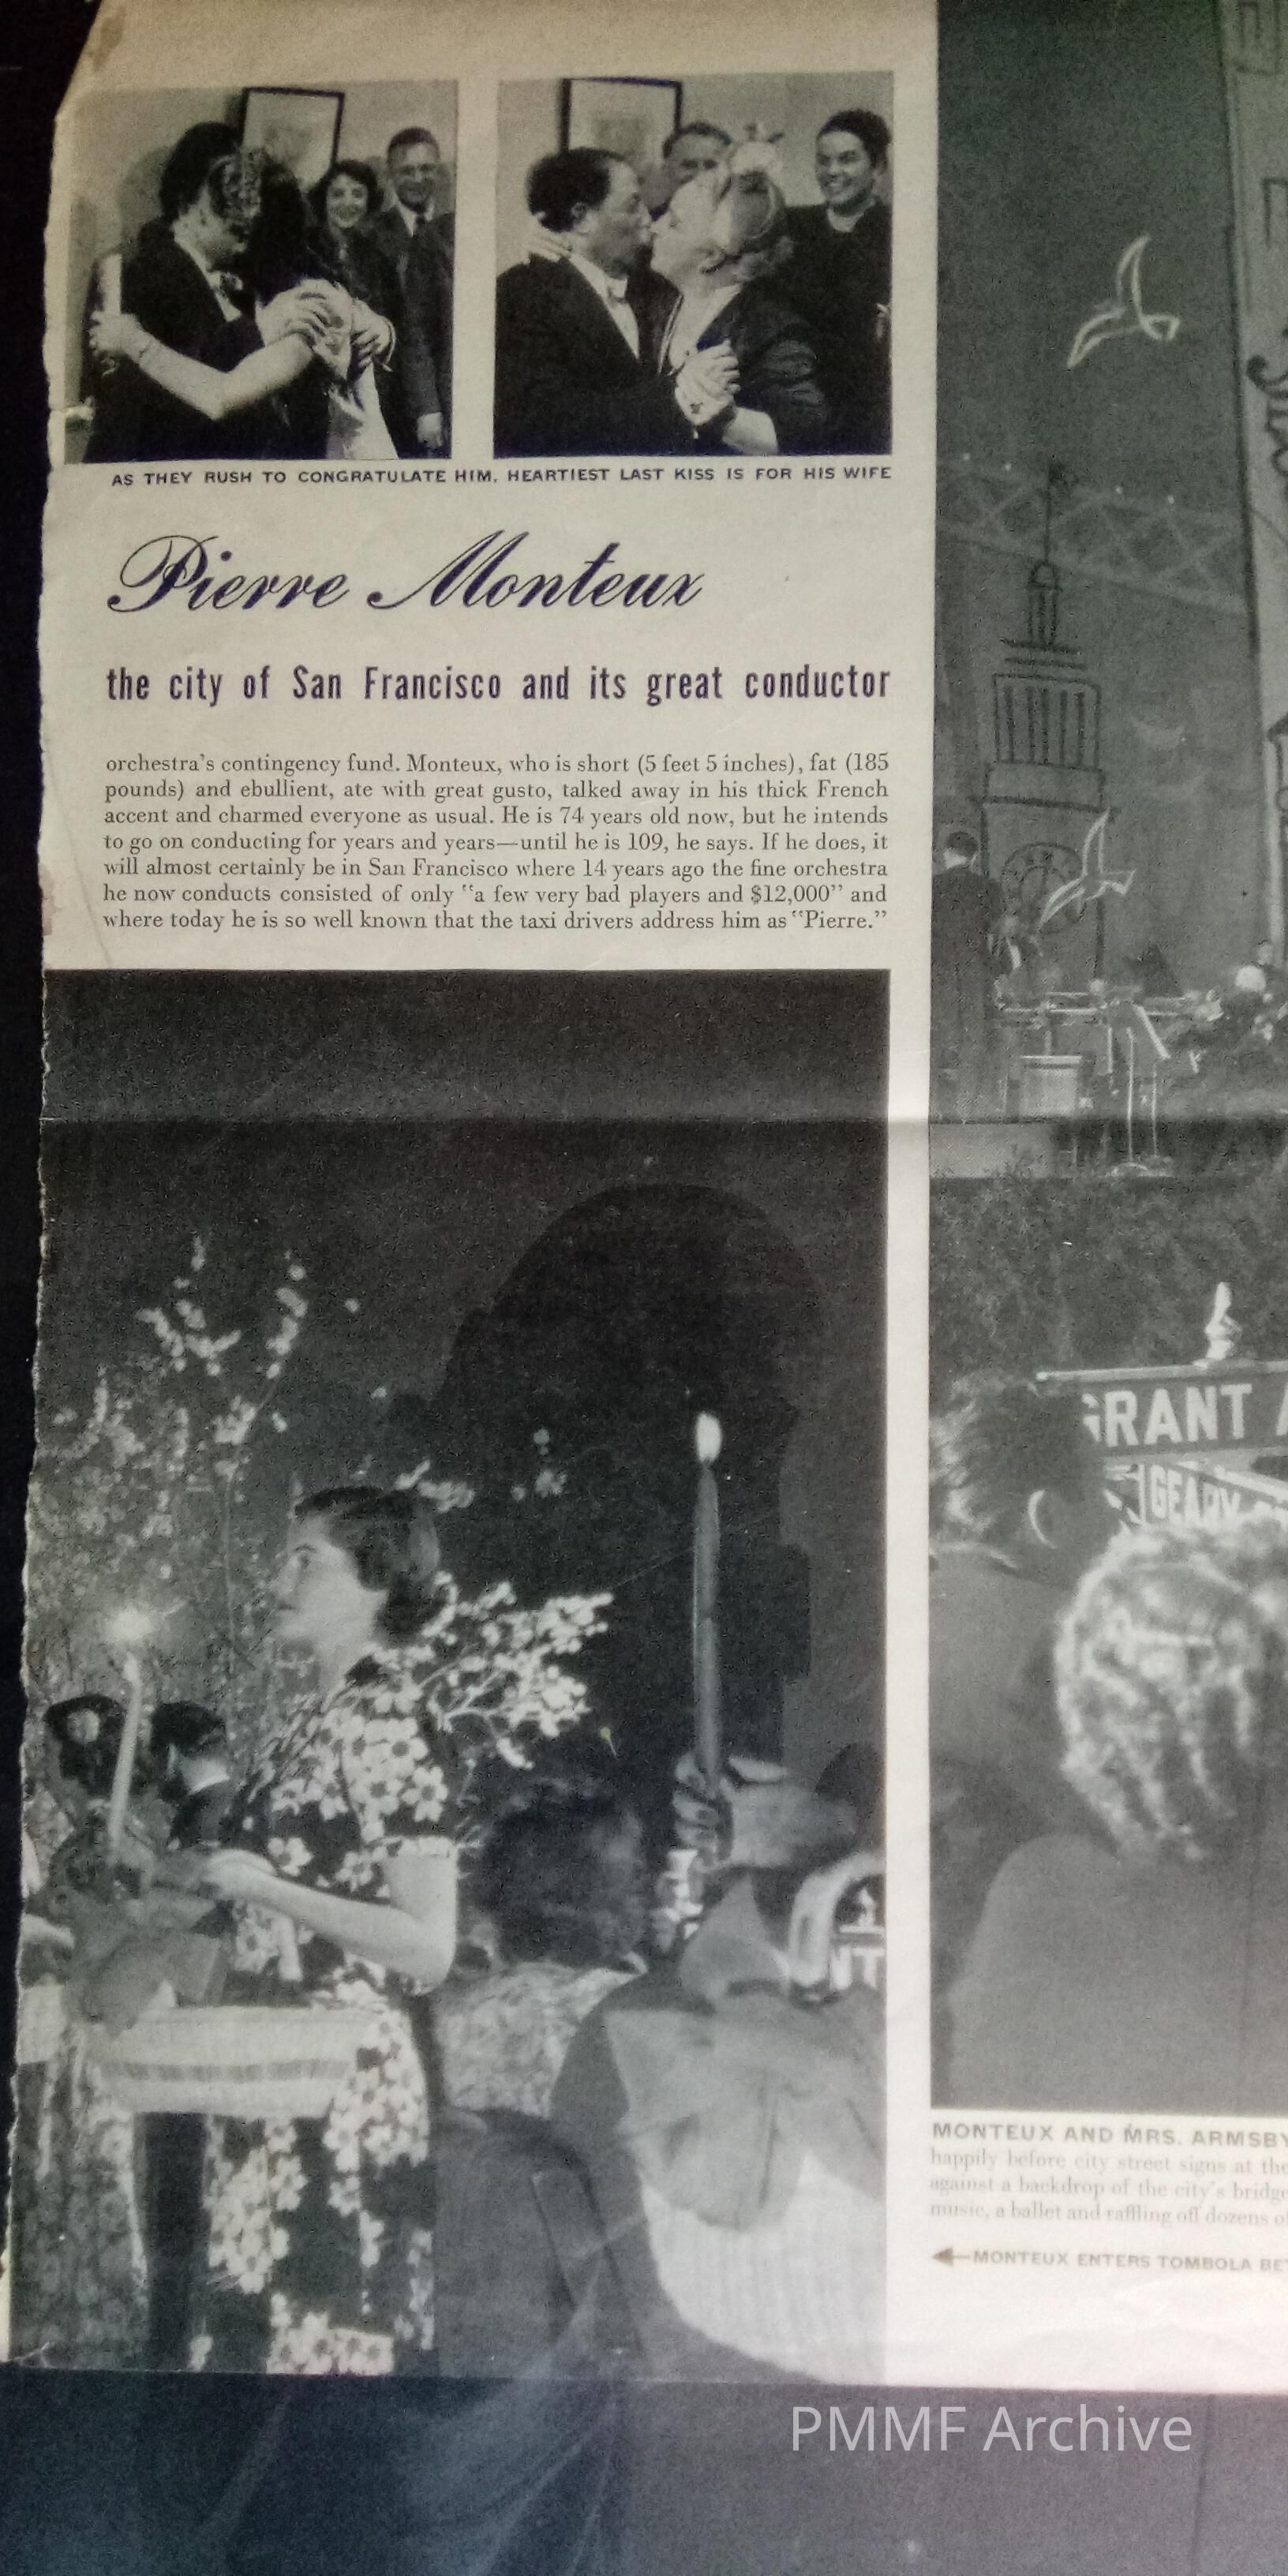 AS THEY RUSH TO CONGRATULATE HIM, HEARTIEST LAST KISS IS FOR HIS WIFE
Pierre Monteux
the city of San Francisco and its great conductor
orchestra's contingency fund. Monteux, who is short (5 feet 5 inches), fat (185
pounds) and ebullient, ate with great gusto, talked away in his thick French
accent and charmed everyone as usual. He is 74 years old now, but he intends
to go on conducting for years and years—until he is 109, he says. If he does, it
will almost certainly be in San Francisco where 14 years ago the fine orchestra
he now conducts consisted of only "a few very bad players and $12,000" and
where today he is so well known that the taxi drivers address him as "Pierre."
GRANT
GEARY
MONTEUX AND MRS. ARMSBY
happily before city street signs at the
against a backdrop of the city's bridge
music, a ballet and raffling off dozens
MONTEUX ENTERS TOMBOLA
PMMF Archive